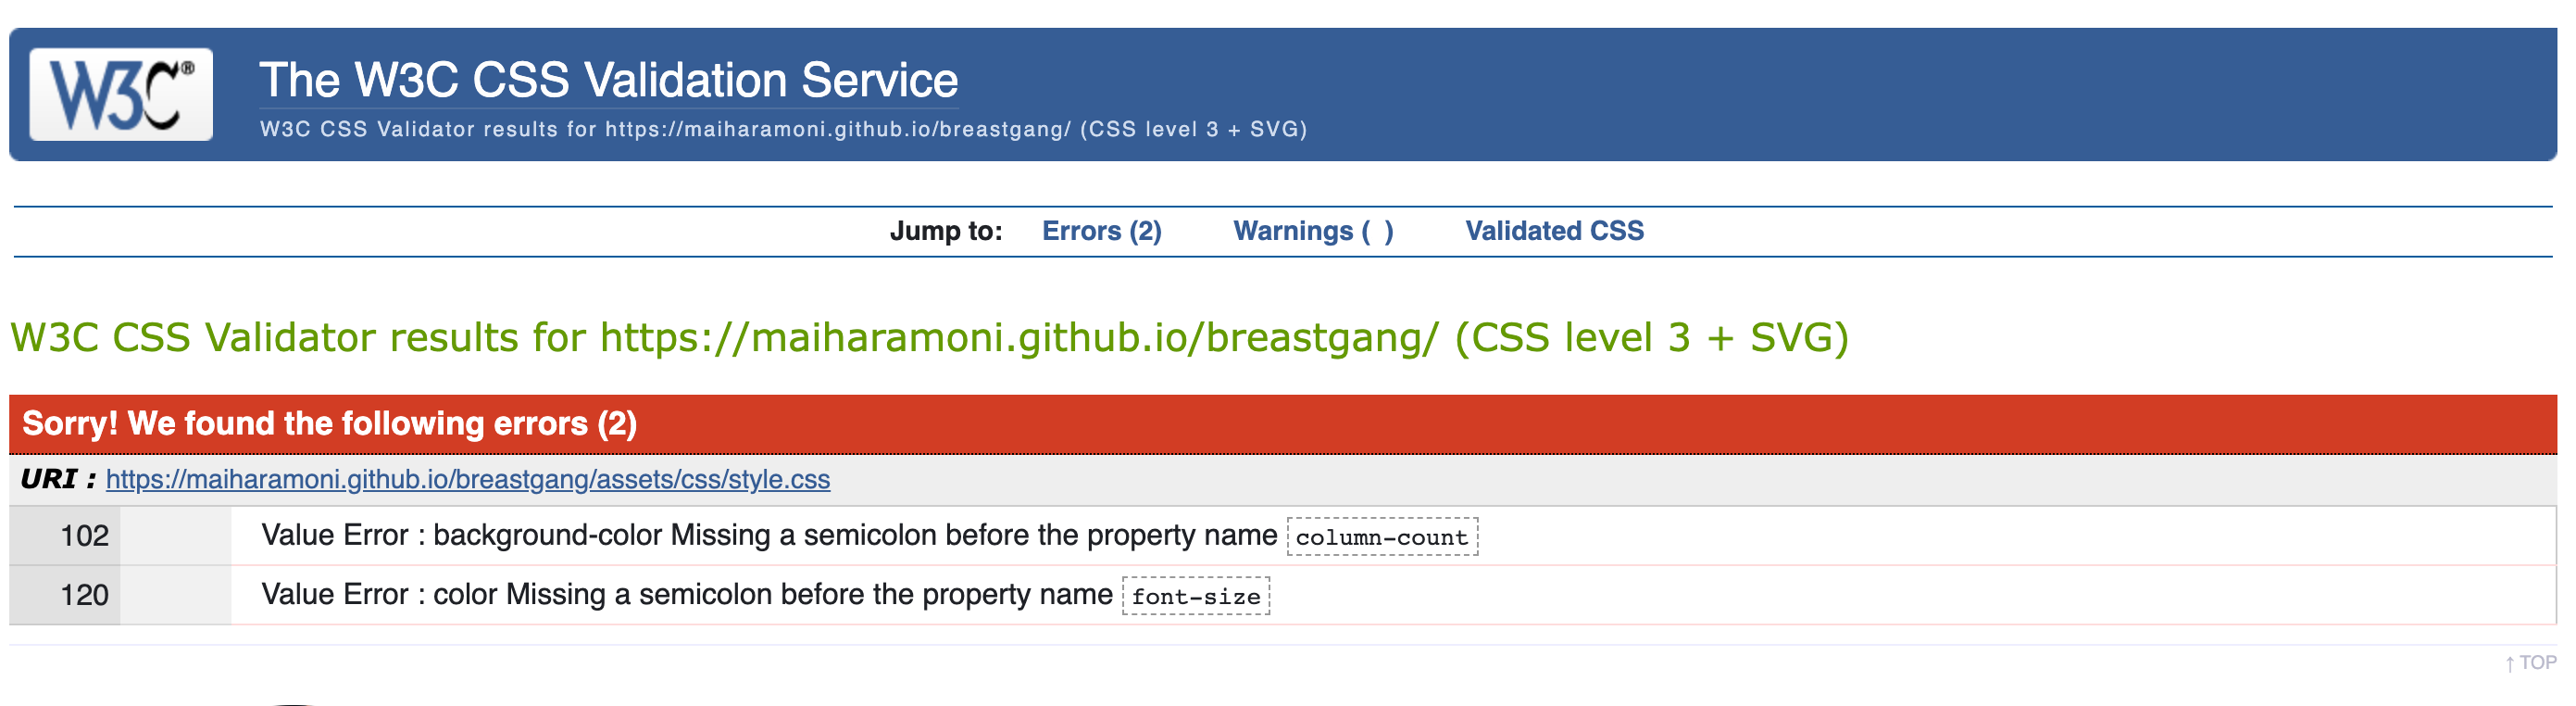 W3C®
The W3C CSS Validation Service
W3C CSS Validator results for https://maiharamoni.github.io/breastgang/ (CSS level 3 + SVG)
Jump to: Errors (2) Warnings ( ) Validated CSS
W3C CSS Validator results for https://maiharamoni.github.io/breastgang/ (CSS level 3 + SVG)
Sorry! We found the following errors (2)
URI : https://maiharamoni.github.io/breastgang/assets/css/style.css
102 Value Error : background-color Missing a semicolon before the property name column-count
120 Value Error : color Missing a semicolon before the property name font-size
↑ TOP